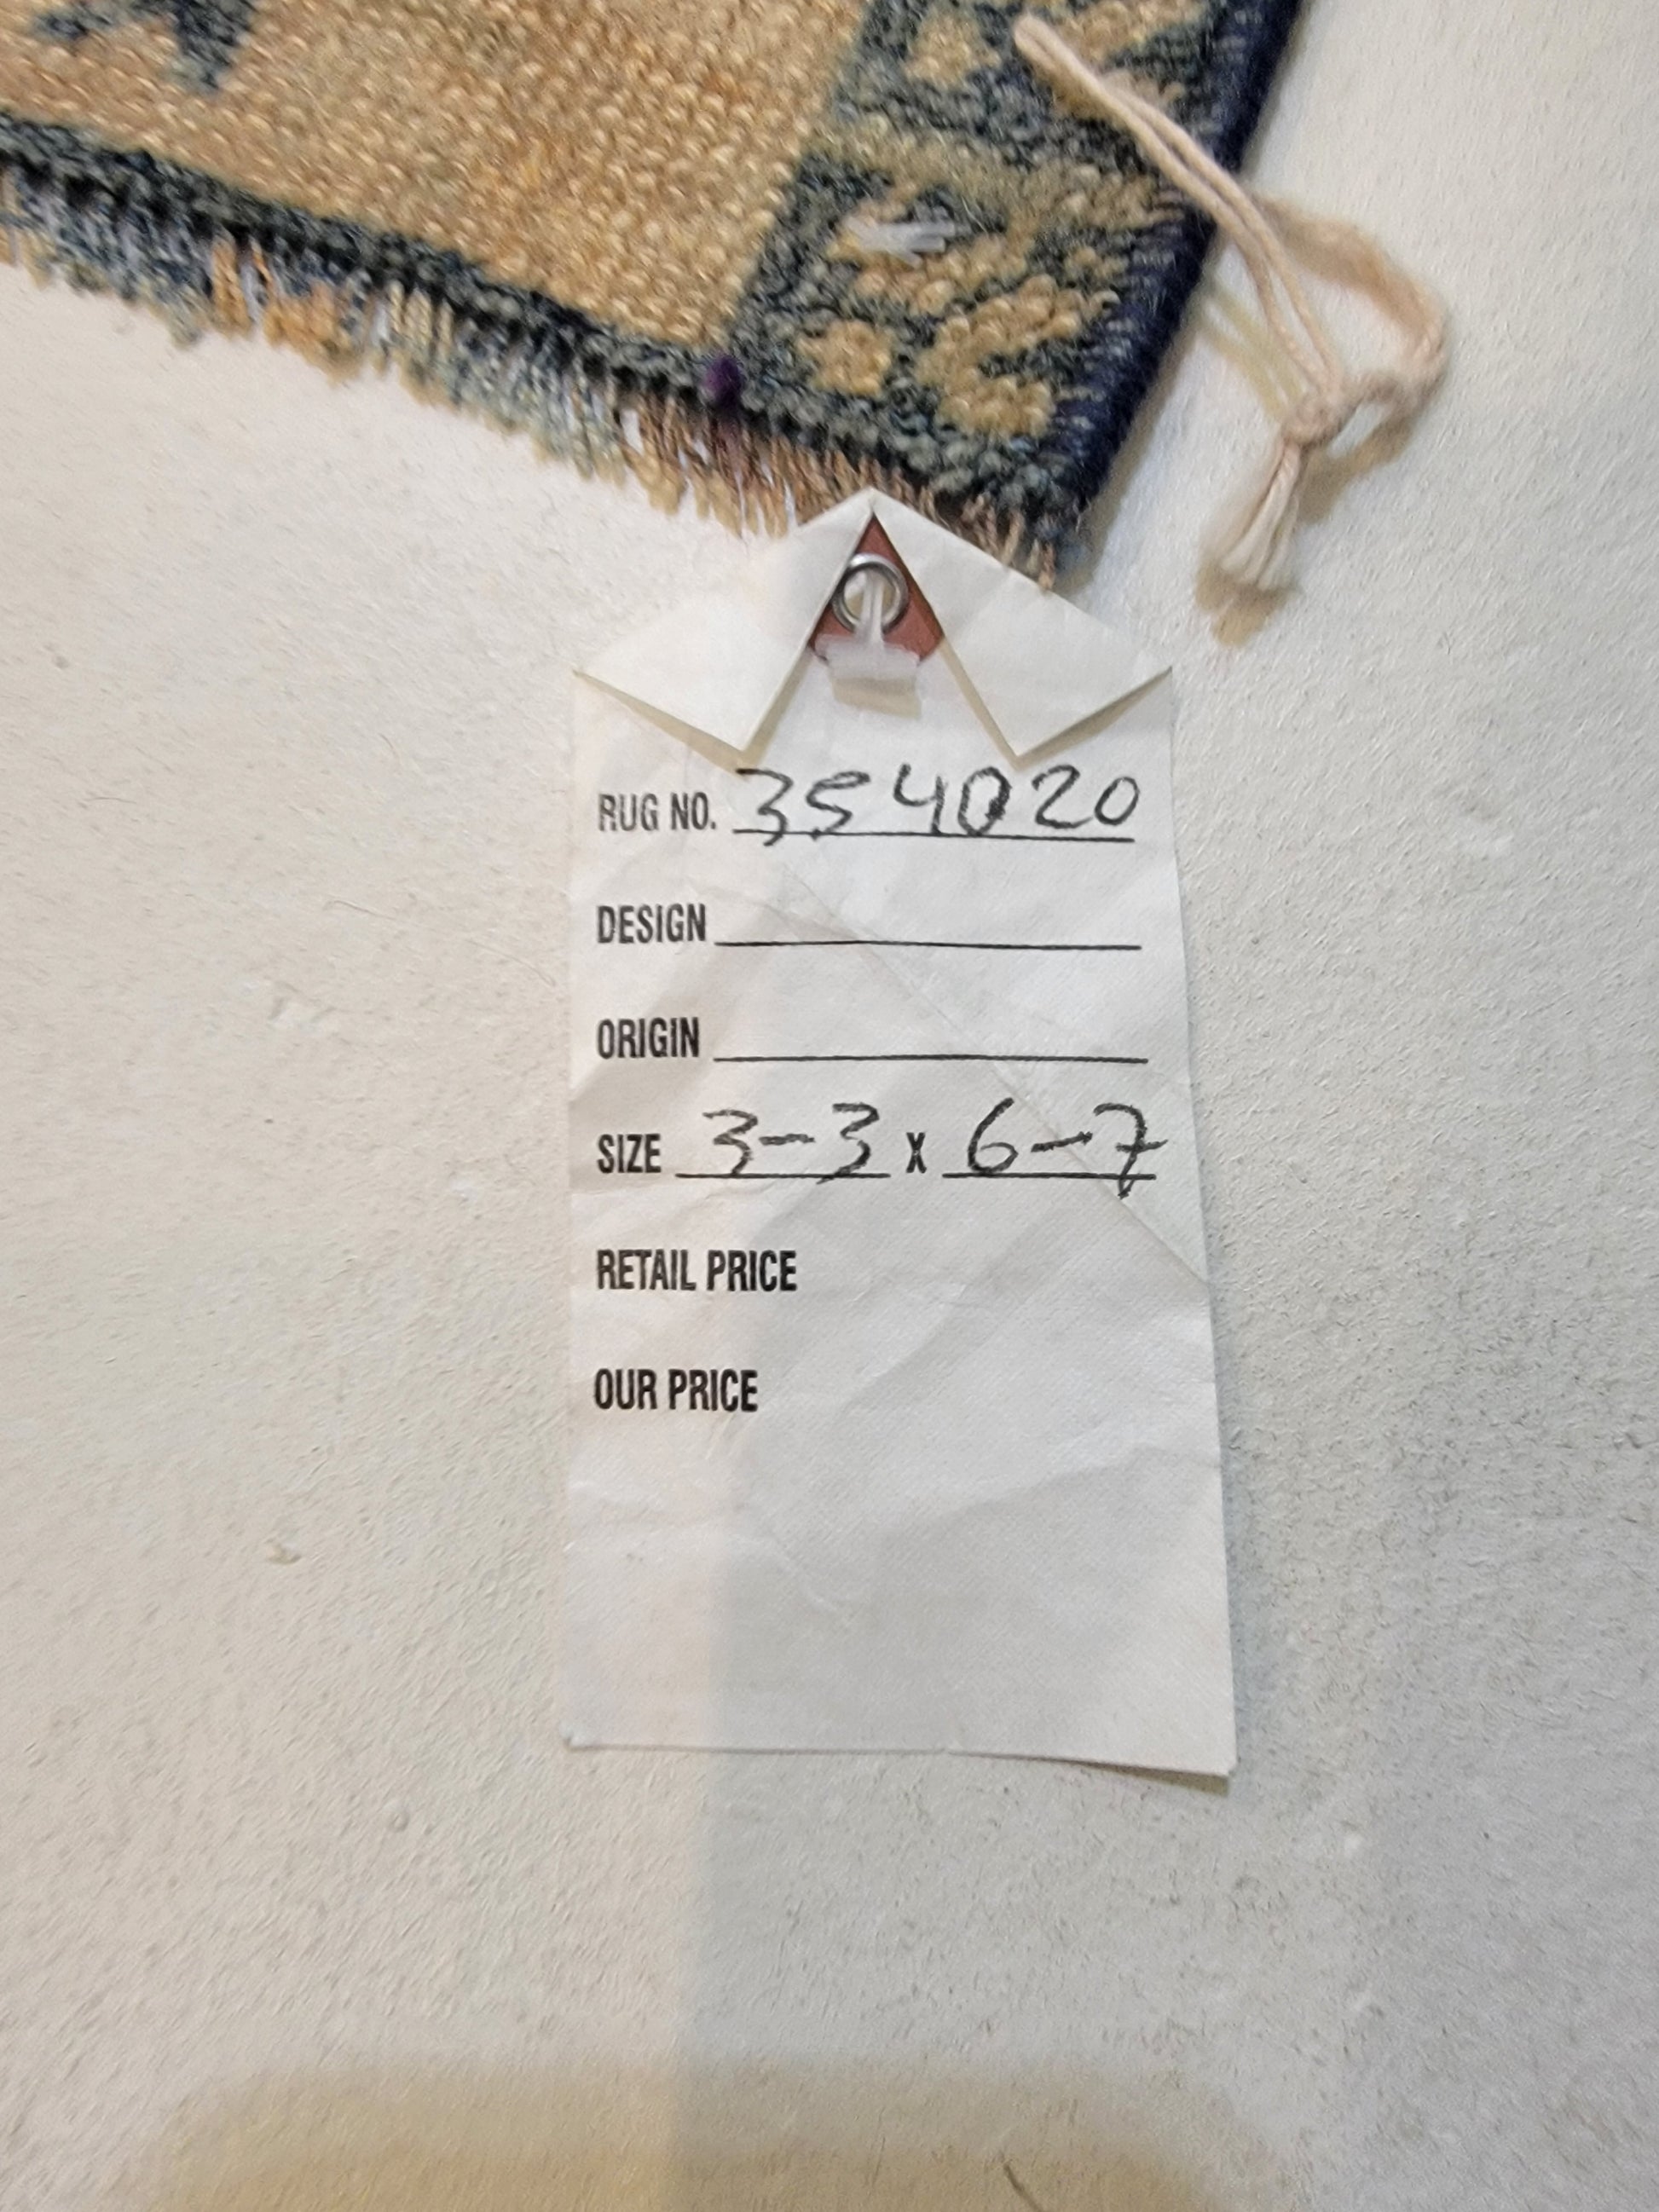 RUG NO. 354020
DESIGN
ORIGIN
SIZE 3-3 X 6-7
RETAIL PRICE
OUR PRICE